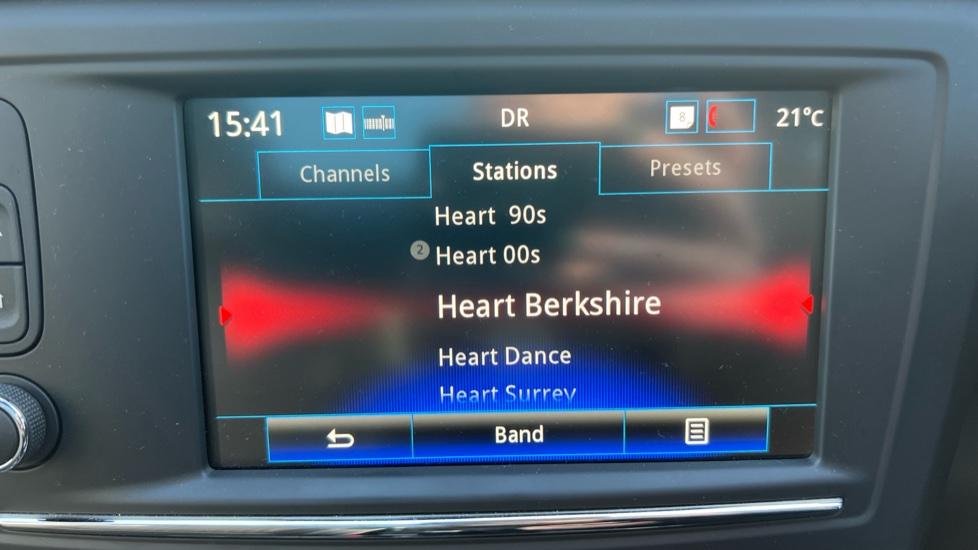 15:41 DR 8 21°C
Channels Stations Presets
Heart 90s
2 Heart 00s
Heart Berkshire
Heart Dance
Heart Surrey
Band